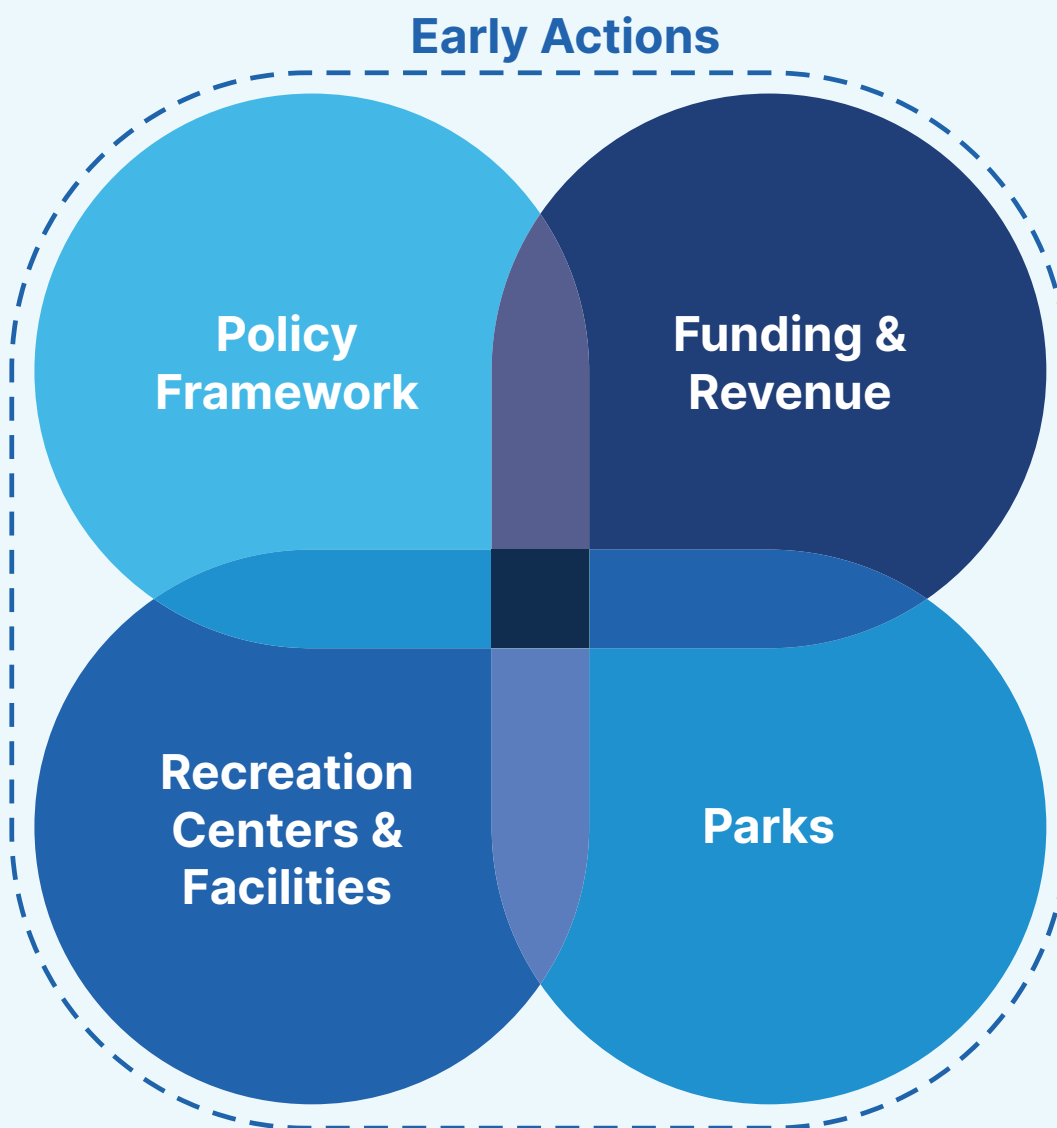 Early Actions
Policy
Framework
Funding &
Revenue
Recreation
Centers &
Facilities
Parks